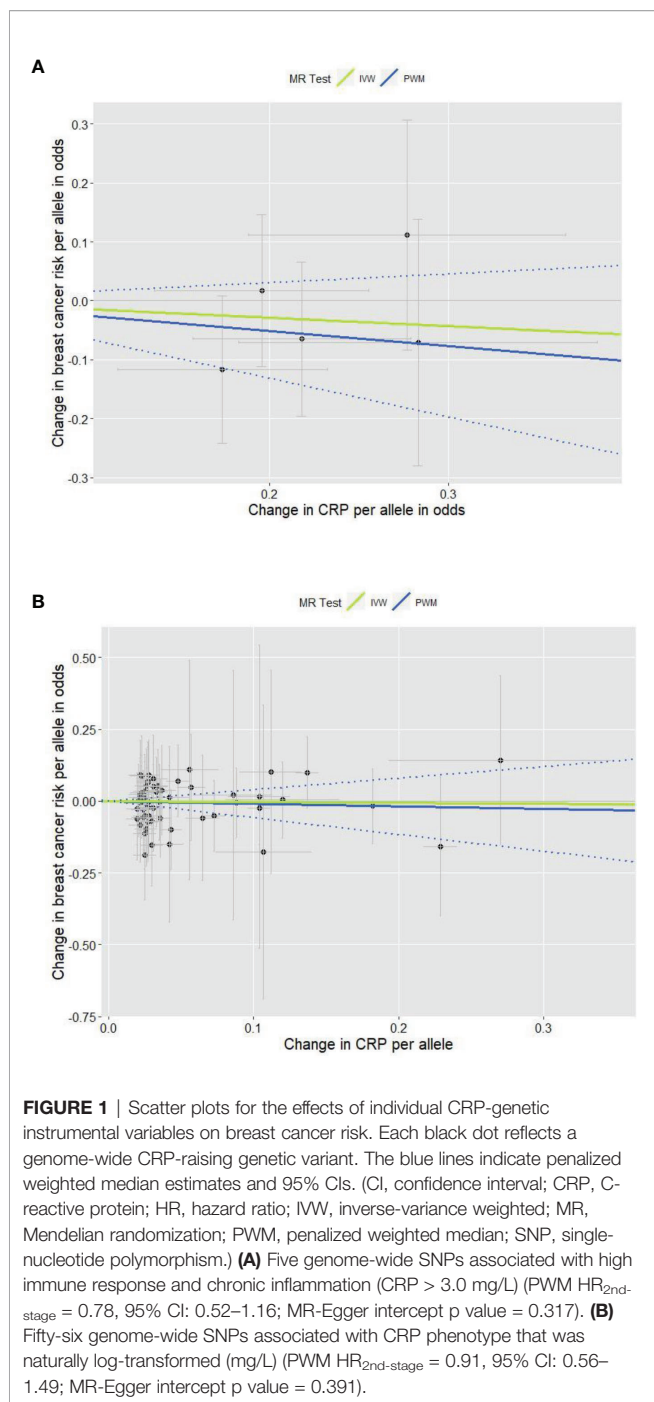 A
MR Test IVW PWM
Change in breast cancer risk per allele in odds
0.3
0.2
0.1
0.0
-0.1
-0.2
-0.3
0.2 0.3
Change in CRP per allele in odds
B
MR Test IVW PWM
Change in breast cancer risk per allele in odds
0.50
0.25
0.00
-0.25
-0.50
-0.75
0.0 0.1 0.2 0.3
Change in CRP per allele
FIGURE 1 | Scatter plots for the effects of individual CRP-genetic
instrumental variables on breast cancer risk. Each black dot reflects a
genome-wide CRP-raising genetic variant. The blue lines indicate penalized
weighted median estimates and 95% CIs. (CI, confidence interval; CRP, C-
reactive protein; HR, hazard ratio; IVW, inverse-variance weighted; MR,
Mendelian randomization; PWM, penalized weighted median; SNP, single-
nucleotide polymorphism.) (A) Five genome-wide SNPs associated with high
immune response and chronic inflammation (CRP > 3.0 mg/L) (PWM HR2nd-
stage = 0.78, 95% CI: 0.52–1.16; MR-Egger intercept p value = 0.317). (B)
Fifty-six genome-wide SNPs associated with CRP phenotype that was
naturally log-transformed (mg/L) (PWM HR2nd-stage = 0.91, 95% CI: 0.56–
1.49; MR-Egger intercept p value = 0.391).